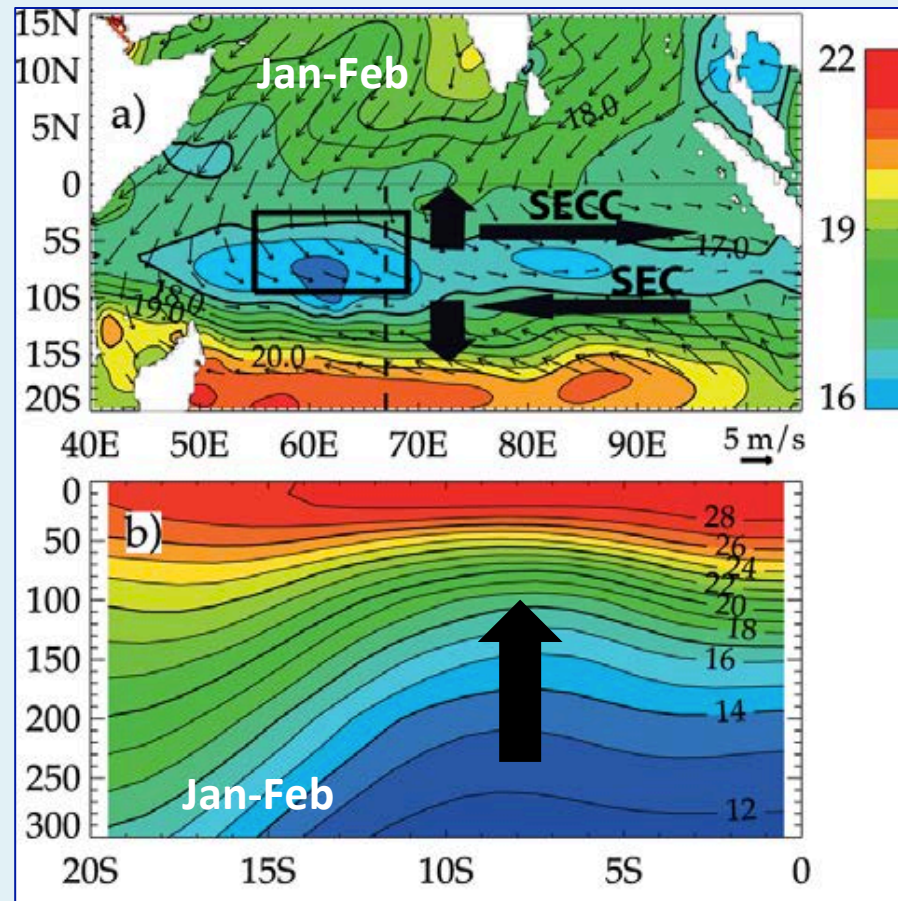 15N
Jan-Feb
22
10N
a)
5N
18.0
0
SECC
19
5S
17.0
SEC
10S
18.0
19.0
15S
20.0
20S
16
40E 50E 60E 70E 80E 90E 5 m/s
0
b)
28
50
26
24
22
100
20
18
150
16
200
14
250
Jan-Feb
12
300
20S 15S 10S 5S 0